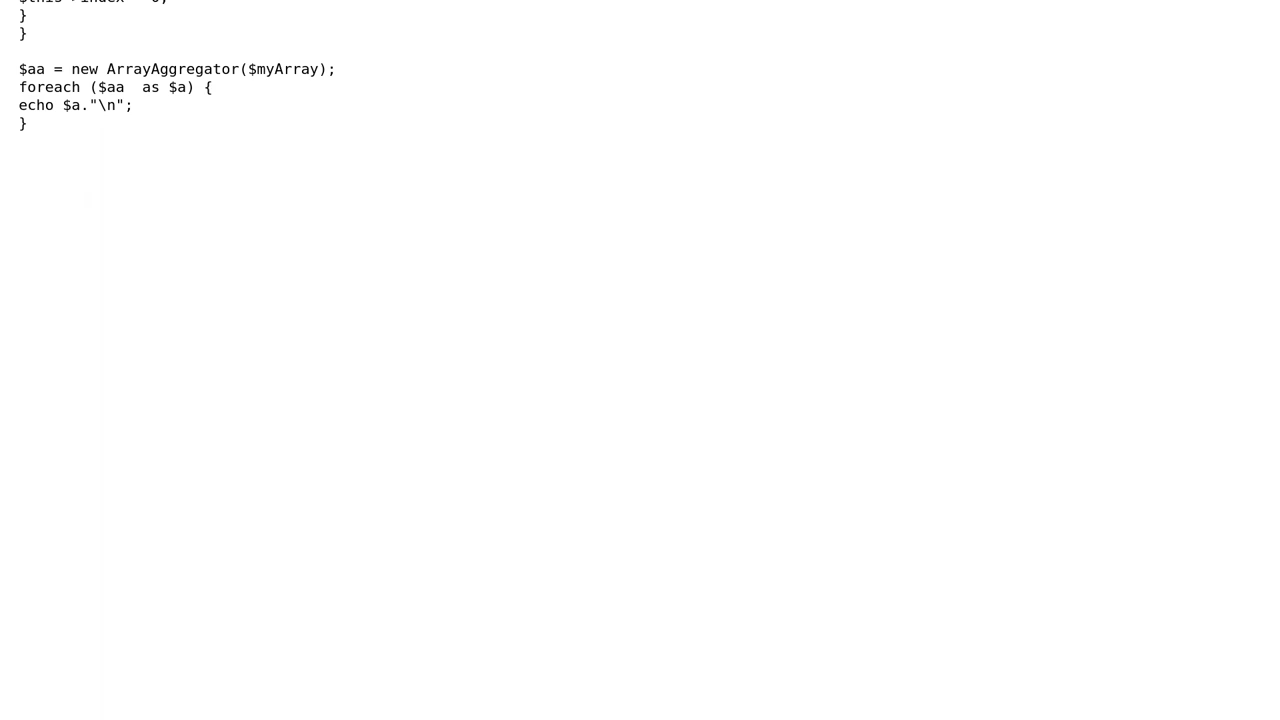 }
}
$aa = new ArrayAggregator($myArray);
foreach ($aa  as $a) {
echo $a."\n";
}